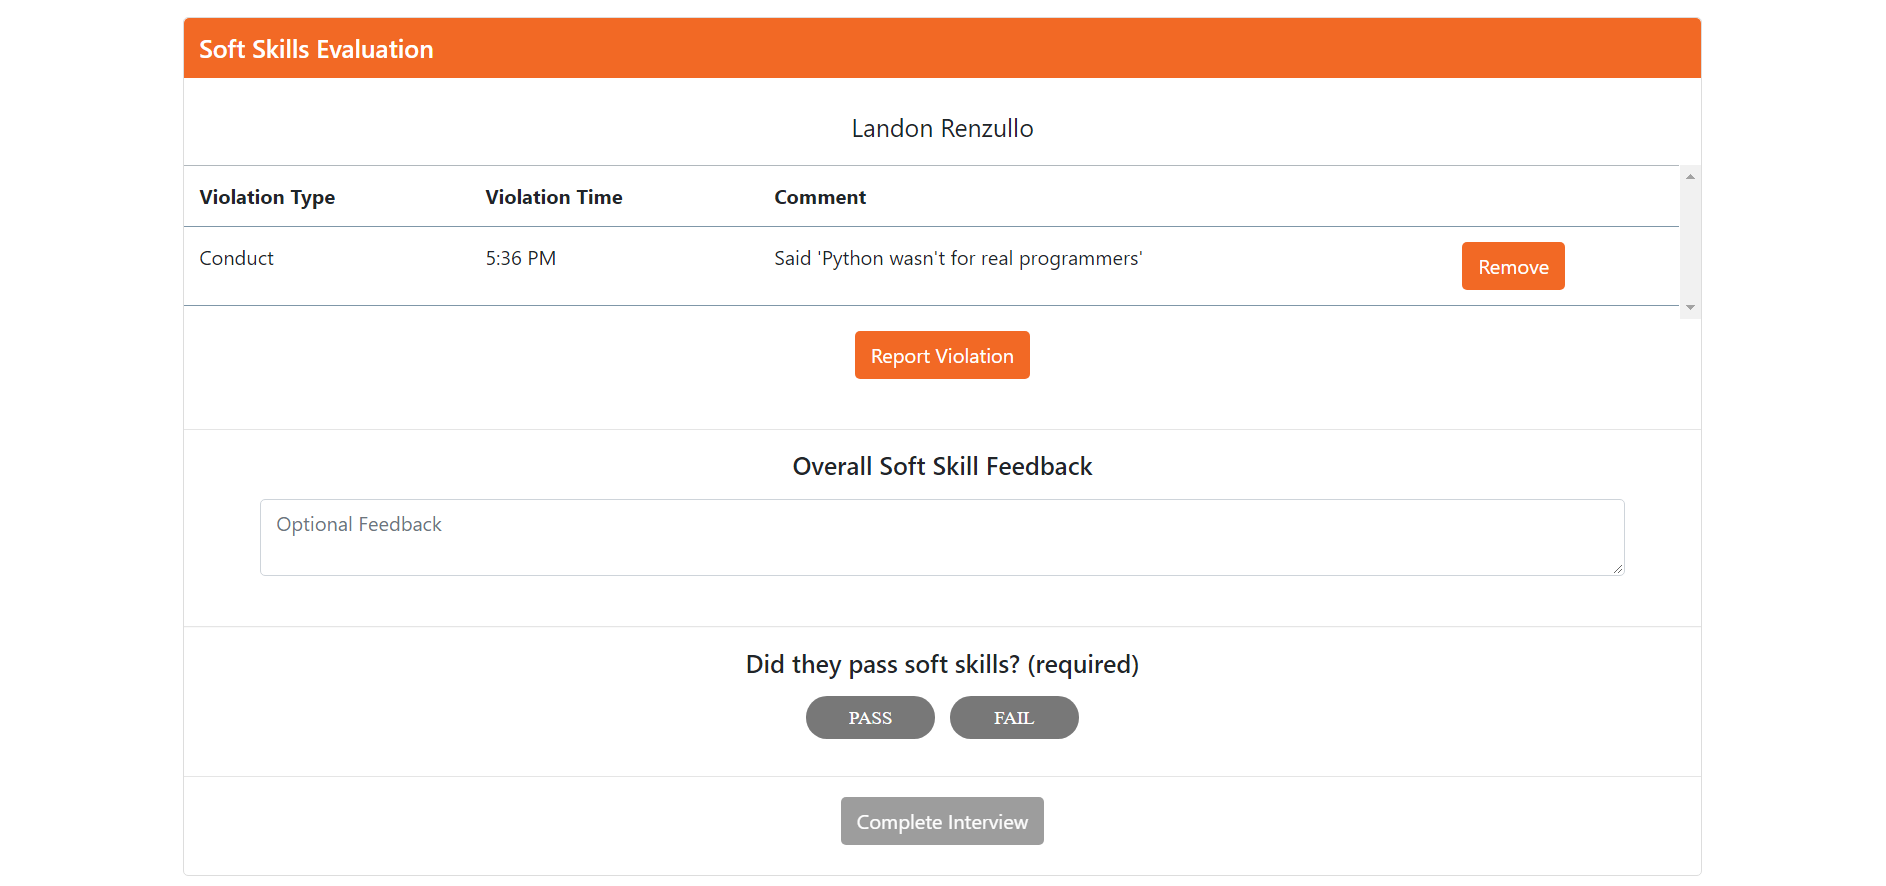 Soft Skills Evaluation
Landon Renzullo
Violation Type Violation Time Comment
Conduct 5:36 PM Said 'Python wasn't for real programmers' Remove
Report Violation
Overall Soft Skill Feedback
Optional Feedback
Did they pass soft skills? (required)
PASS FAIL
Complete Interview